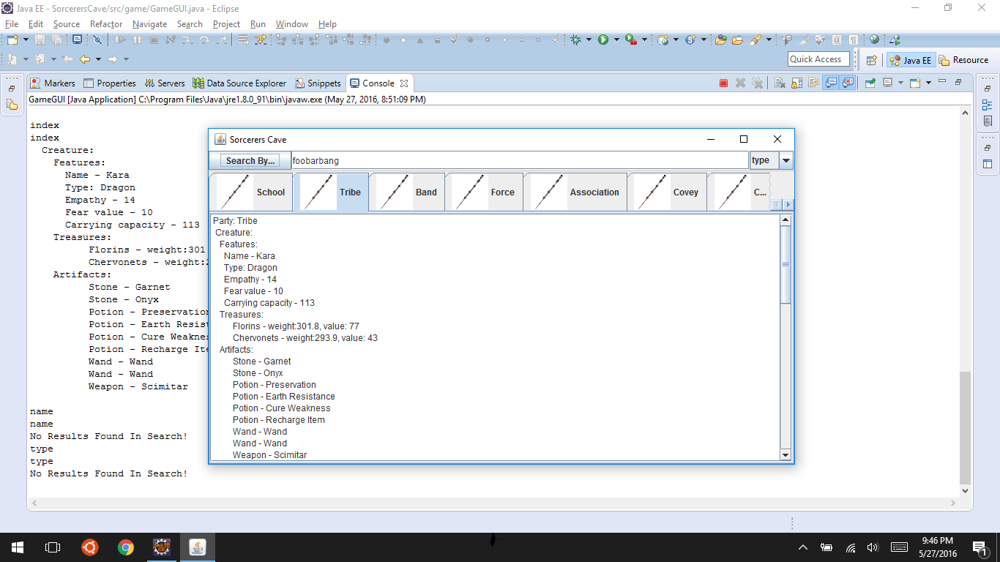 Java EE - SorcerersCave/src/game/GameGUI.java - Eclipse
File Edit Source Refactor Navigate Search Project Run Window Help
Quick Access Java EE Resource
Markers Properties Servers Data Source Explorer Snippets Console
GameGUI [Java Application] C:\Program Files\Java\jre1.8.0_91\bin\javaw.exe (May 27, 2016, 8:51:09 PM)
index
index
Creature:
Features:
Name - Kara
Type: Dragon
Empathy - 14
Fear value - 10
Carrying capacity - 113
Treasures:
Florins - weight:301
Chervonets - weight:
Artifacts:
Stone - Garnet
Stone - Onyx
Potion - Preservation
Potion - Earth Resist
Potion - Cure Weaknes
Potion - Recharge Ite
Wand - Wand
Wand - Wand
Weapon - Scimitar
name
name
No Results Found In Search!
type
type
No Results Found In Search!
Sorcerers Cave
Search By... foobarbang type
School Tribe Band Force Association Covey C...
Party: Tribe
Creature:
Features:
Name - Kara
Type: Dragon
Empathy - 14
Fear value - 10
Carrying capacity - 113
Treasures:
Florins - weight:301.8, value: 77
Chervonets - weight:293.9, value: 43
Artifacts:
Stone - Garnet
Stone - Onyx
Potion - Preservation
Potion - Earth Resistance
Potion - Cure Weakness
Potion - Recharge Item
Wand - Wand
Wand - Wand
Weapon - Scimitar
Java EE
IDE
9:46 PM
5/27/2016
1